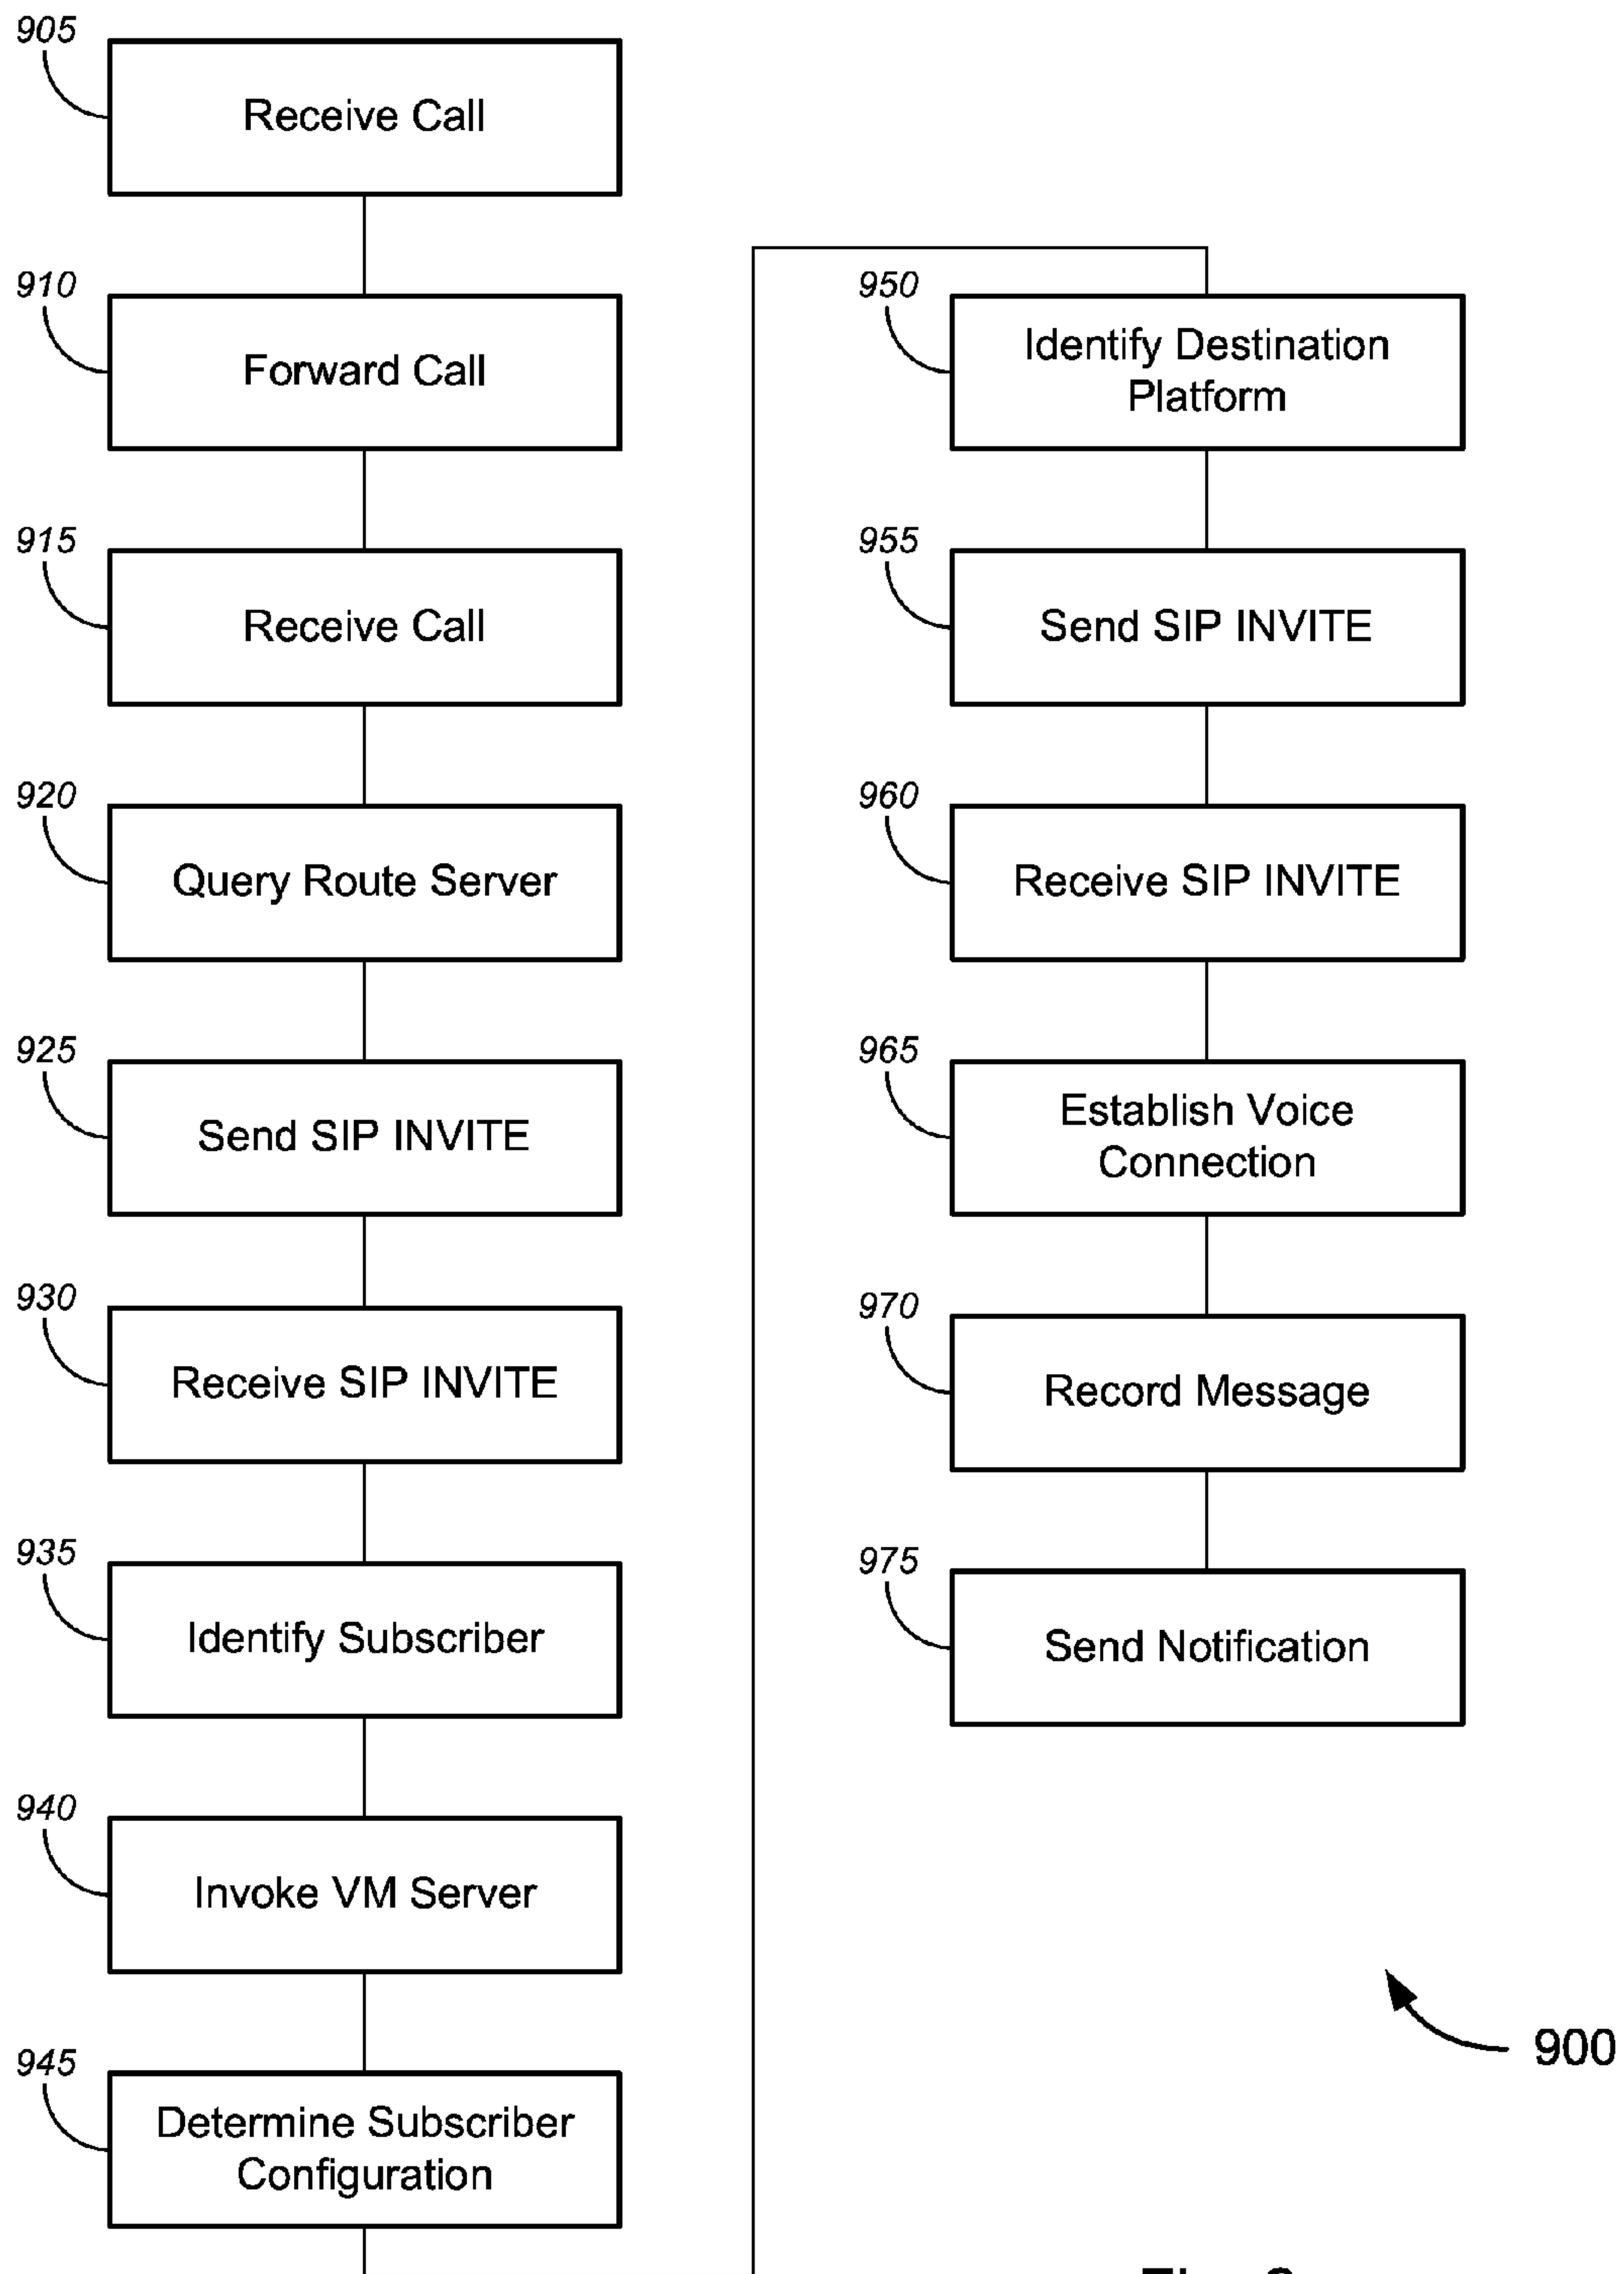 905
Receive Call
910
Forward Call
915
Receive Call
920
Query Route Server
925
Send SIP INVITE
930
Receive SIP INVITE
935
Identify Subscriber
940
Invoke VM Server
945
Determine Subscriber
Configuration
950
Identify Destination
Platform
955
Send SIP INVITE
960
Receive SIP INVITE
965
Establish Voice
Connection
970
Record Message
975
Send Notification
900